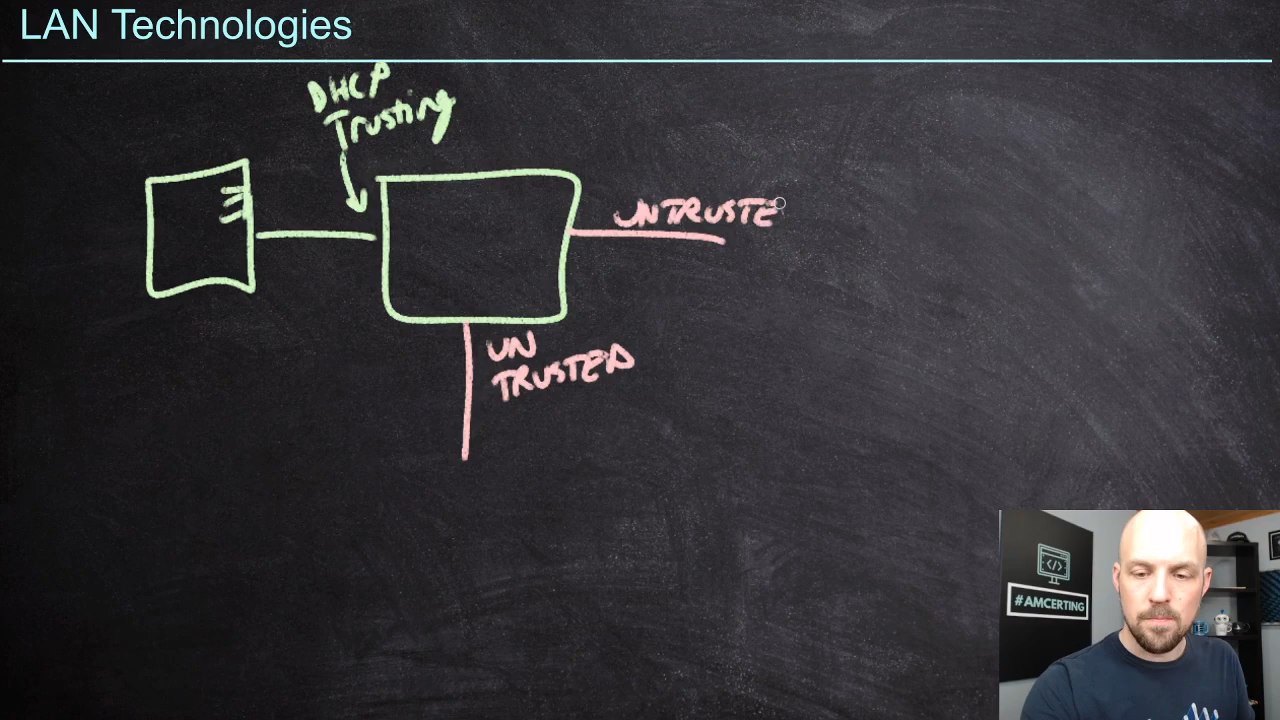 LAN Technologies
DHCP
Trusting
UNTRUSTE
UN
TRUSTED
</>
#AMCERTING